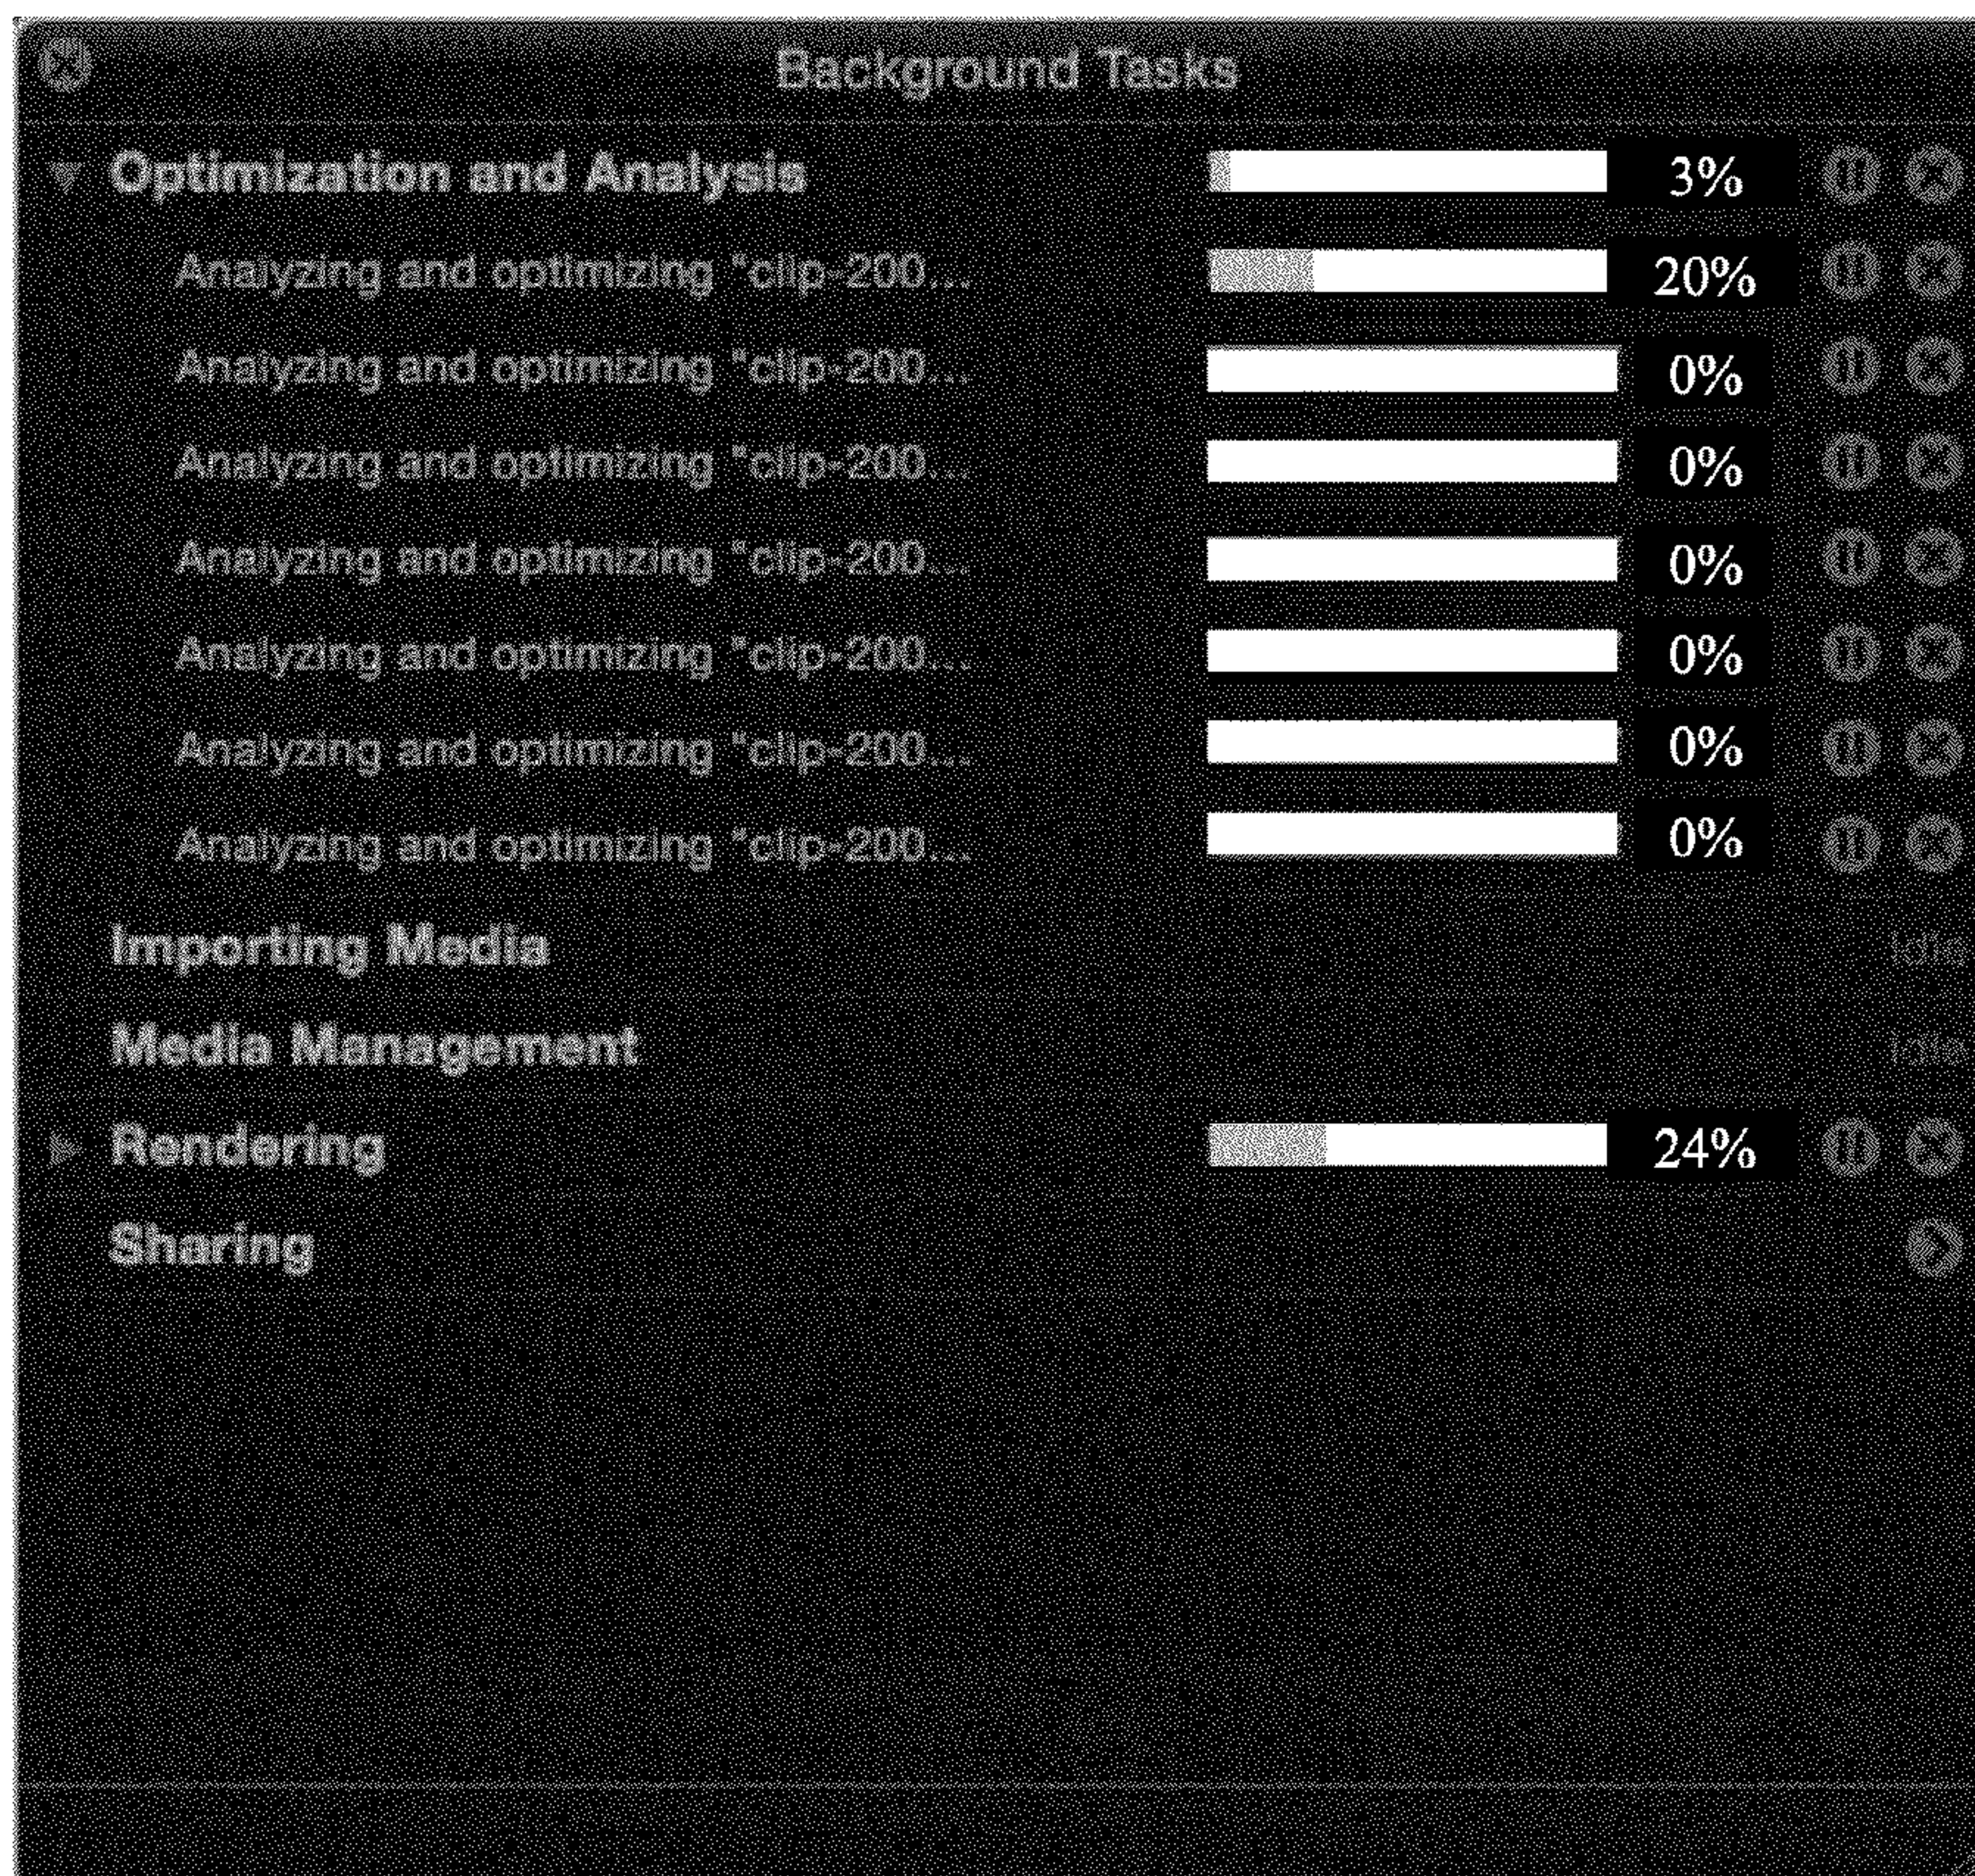 Background Tasks
Optimization and Analysis 3%
Analyzing and optimizing "clip-200... 20%
Analyzing and optimizing "clip-200... 0%
Analyzing and optimizing "clip-200... 0%
Analyzing and optimizing "clip-200... 0%
Analyzing and optimizing "clip-200... 0%
Analyzing and optimizing "clip-200... 0%
Analyzing and optimizing "clip-200... 0%
Importing Media Idle
Media Management Idle
Rendering 24%
Sharing